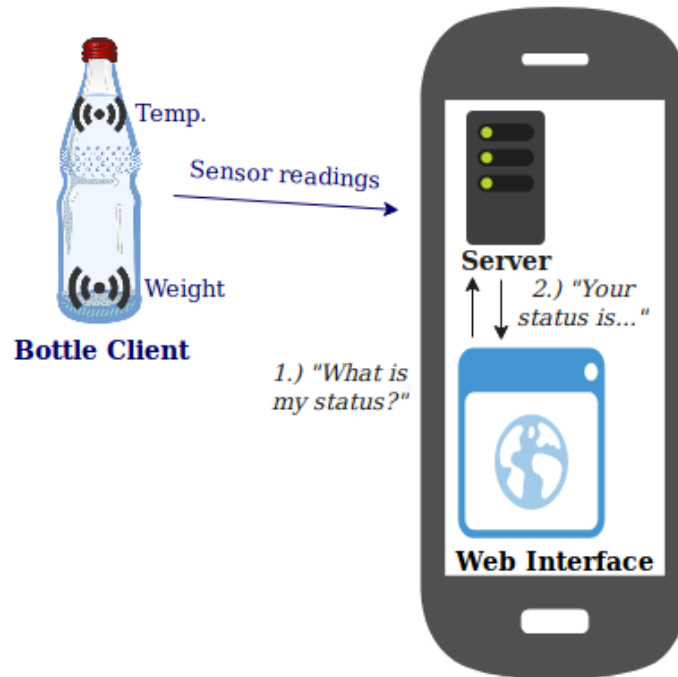 Temp.
Sensor readings
Weight
Bottle Client
Server
2.) "Your
status is..."
1.) "What is
my status?"
Web Interface